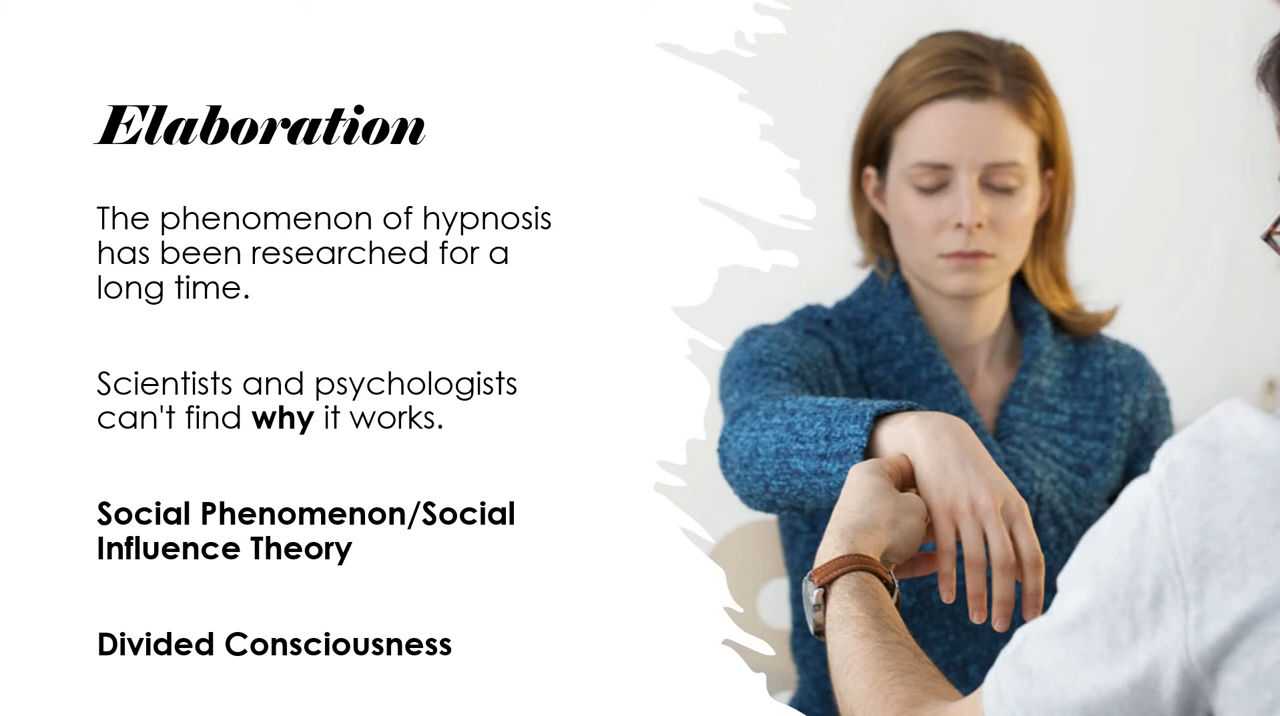 Elaboration
The phenomenon of hypnosis
has been researched for a
long time.
Scientists and psychologists
can't find why it works.
Social Phenomenon/Social
Influence Theory
Divided Consciousness